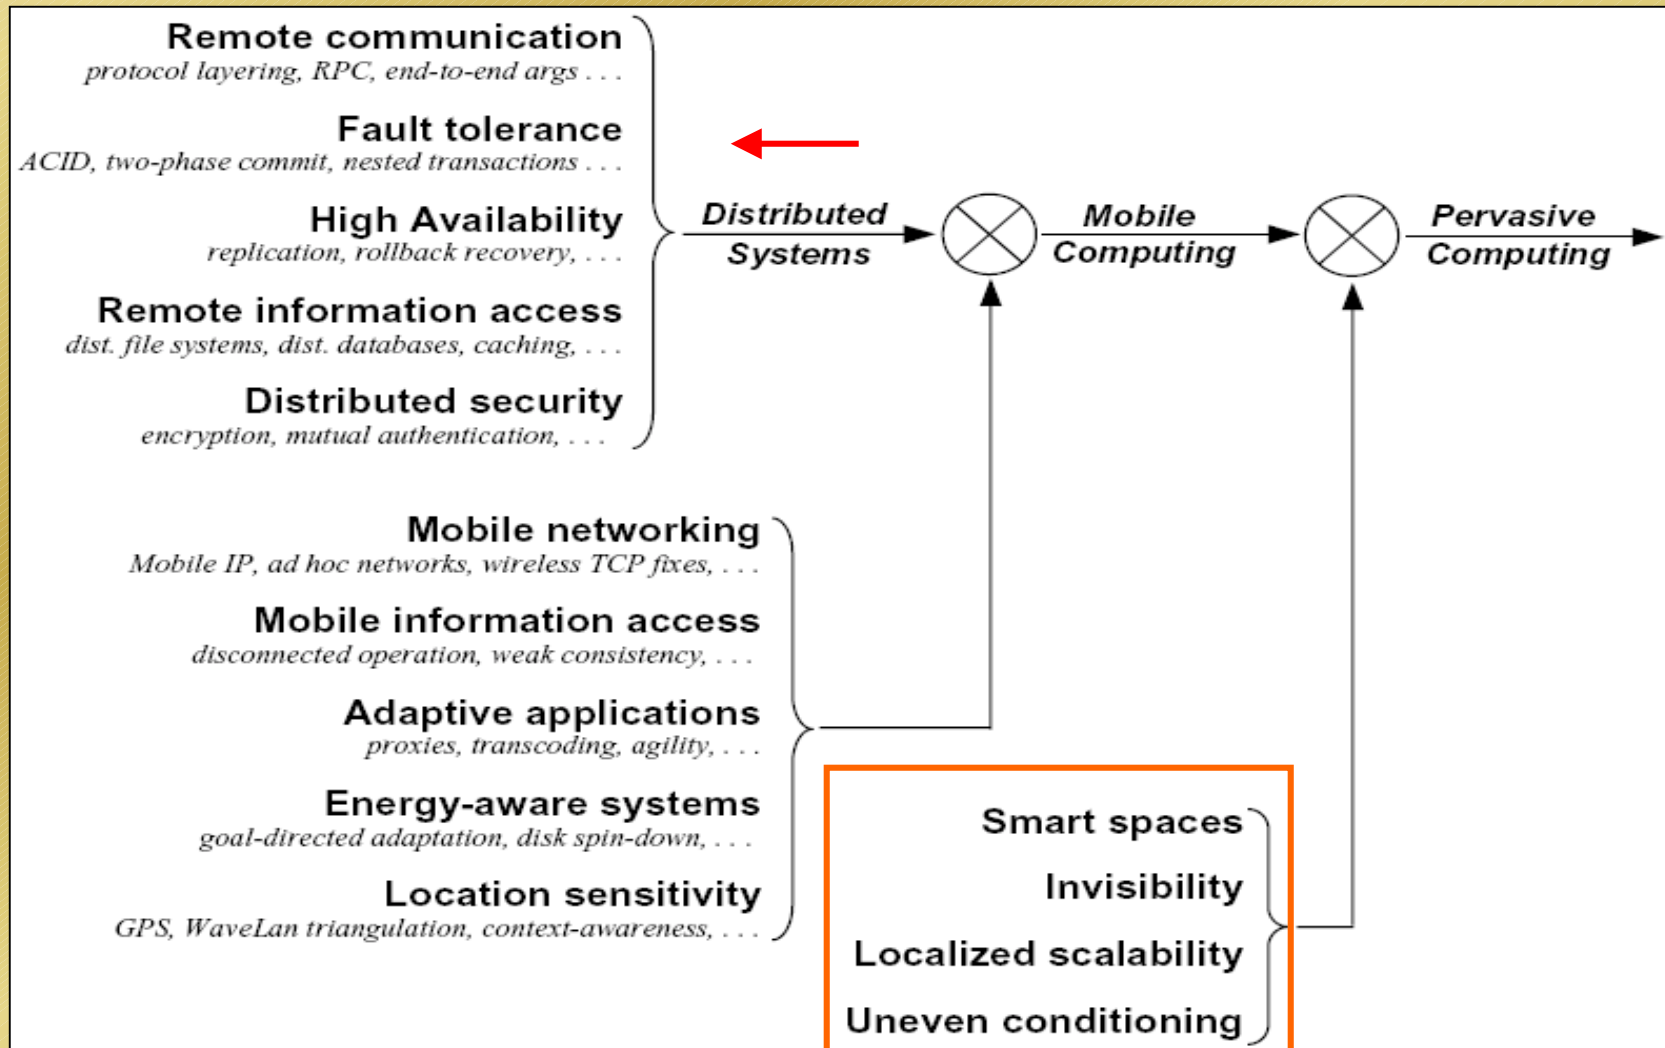 Remote communication
protocol layering, RPC, end-to-end args . . .
Fault tolerance
ACID, two-phase commit, nested transactions . . .
High Availability
replication, rollback recovery, . . .
Remote information access
dist. file systems, dist. databases, caching, . . .
Distributed security
encryption, mutual authentication, . . .
Distributed
Systems
Mobile
Computing
Pervasive
Computing
Mobile networking
Mobile IP, ad hoc networks, wireless TCP fixes, . . .
Mobile information access
disconnected operation, weak consistency, . . .
Adaptive applications
proxies, transcoding, agility, . . .
Energy-aware systems
goal-directed adaptation, disk spin-down, . . .
Location sensitivity
GPS, WaveLan triangulation, context-awareness, . . .
Smart spaces
Invisibility
Localized scalability
Uneven conditioning